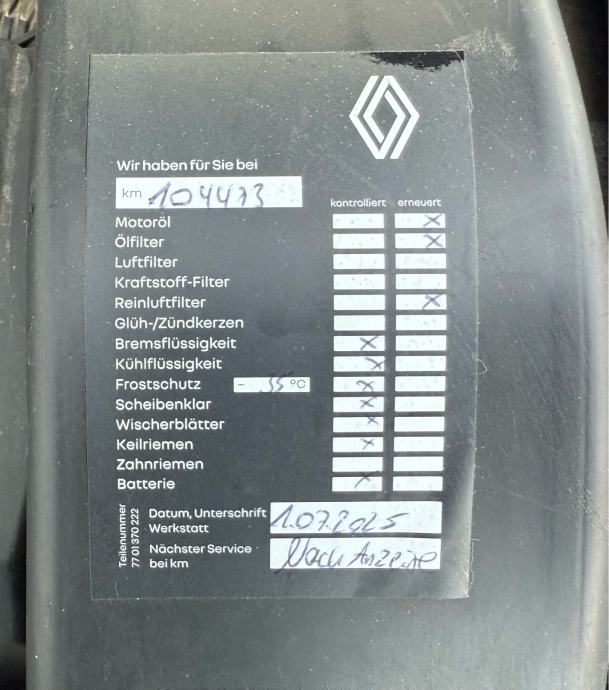 Wir haben für Sie bei
km 104473
kontrolliert erneuert
Motoröl x
Ölfilter x
Luftfilter
Kraftstoff-Filter
Reinluftfilter x
Glüh-/Zündkerzen
Bremsflüssigkeit x
Kühlflüssigkeit x
Frostschutz - 35 °C x
Scheibenklar x
Wischerblätter x
Keilriemen x
Zahnriemen
Batterie x
Datum, Unterschrift 1.07.2025
Werkstatt
Nächster Service Nach Anzeige
bei km
Teilenummer
77 01 370 222